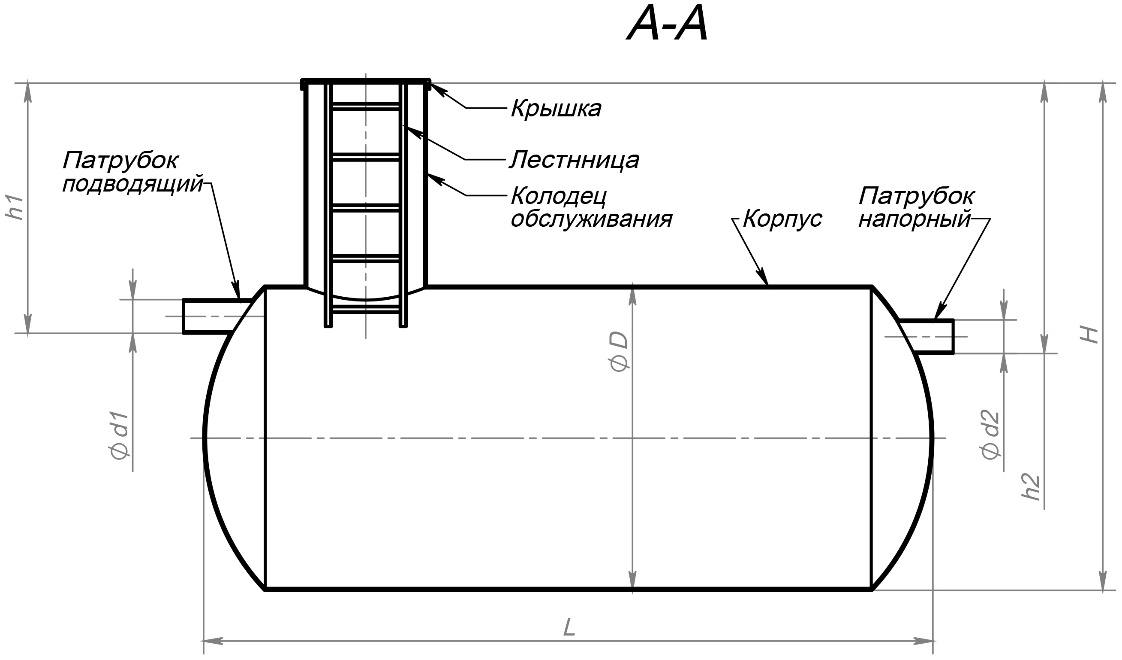 А-А
Крышка
Лестнница
Колодец
обслуживания
Патрубок
подводящий
Корпус
Патрубок
напорный
h1
ϕ d1
ϕ D
ϕ d2
h2
H
L